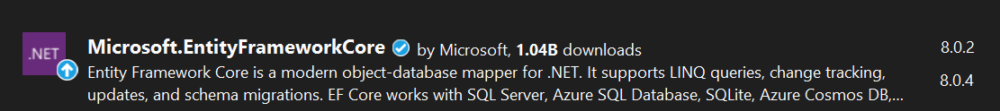 .NET
Microsoft.EntityFrameworkCore by Microsoft, 1.04B downloads 8.0.2
Entity Framework Core is a modern object-database mapper for .NET. It supports LINQ queries, change tracking, 8.0.4
updates, and schema migrations. EF Core works with SQL Server, Azure SQL Database, SQLite, Azure Cosmos DB,...